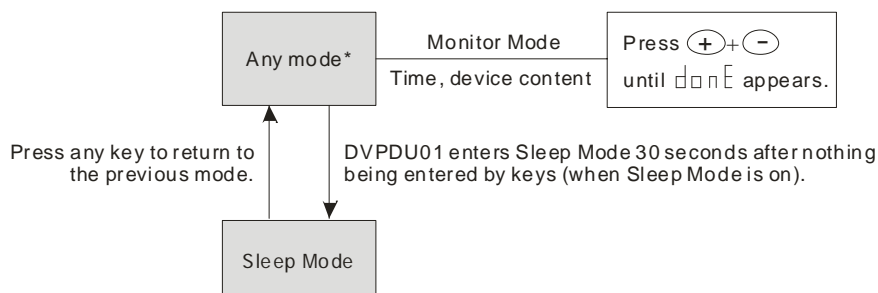 Any mode*
Monitor Mode
Time, device content
Press + + -
until donE appears.
Press any key to return to
the previous mode.
DVPDU01 enters Sleep Mode 30 seconds after nothing
being entered by keys (when Sleep Mode is on).
Sleep Mode